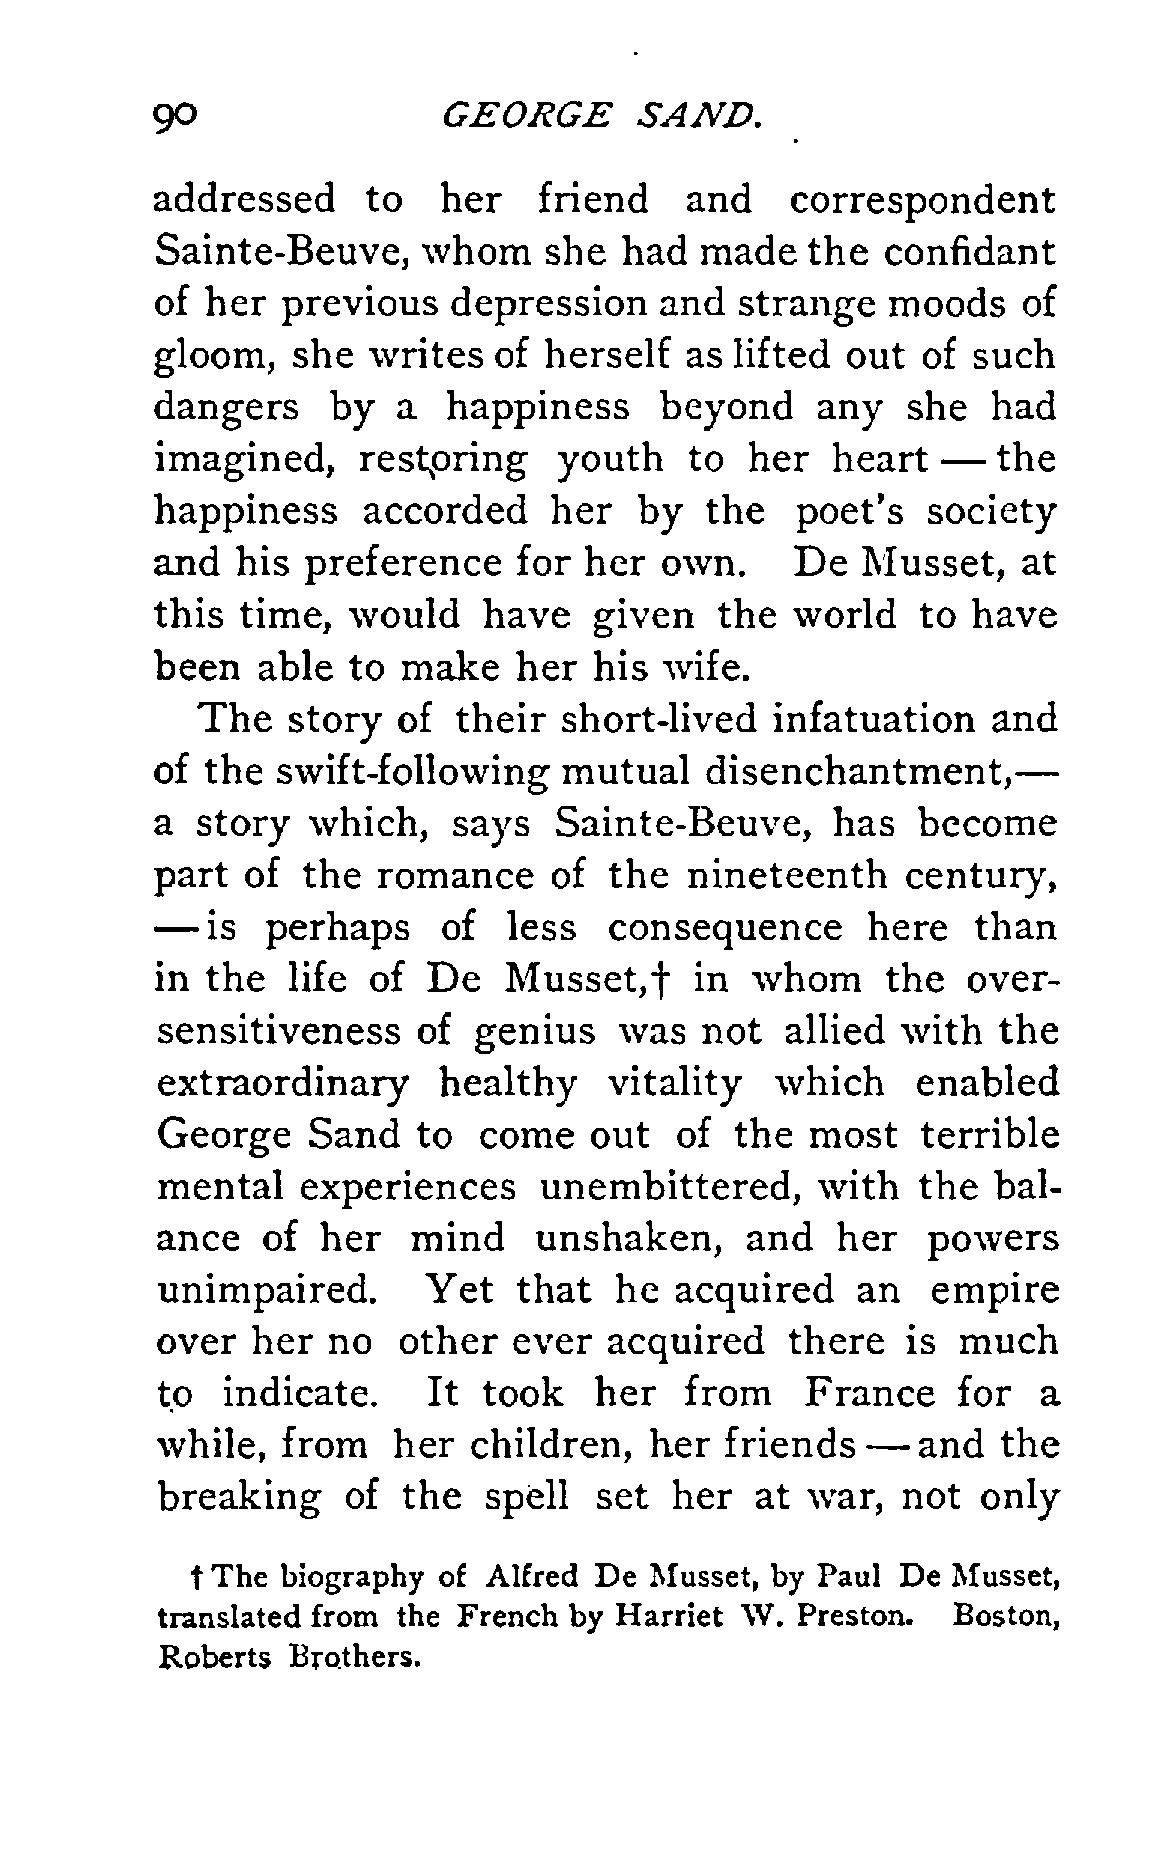 90 GEORGE SAND.
addressed to her friend and correspondent
Sainte-Beuve, whom she had made the confidant
of her previous depression and strange moods of
gloom, she writes of herself as lifted out of such
dangers by a happiness beyond any she had
imagined, restoring youth to her heart — the
happiness accorded her by the poet's society
and his preference for her own. De Musset, at
this time, would have given the world to have
been able to make her his wife.
The story of their short-lived infatuation and
of the swift-following mutual disenchantment,—
a story which, says Sainte-Beuve, has become
part of the romance of the nineteenth century,
— is perhaps of less consequence here than
in the life of De Musset,† in whom the over-
sensitiveness of genius was not allied with the
extraordinary healthy vitality which enabled
George Sand to come out of the most terrible
mental experiences unembittered, with the bal-
ance of her mind unshaken, and her powers
unimpaired. Yet that he acquired an empire
over her no other ever acquired there is much
to indicate. It took her from France for a
while, from her children, her friends — and the
breaking of the spell set her at war, not only
† The biography of Alfred De Musset, by Paul De Musset,
translated from the French by Harriet W. Preston. Boston,
Roberts Brothers.